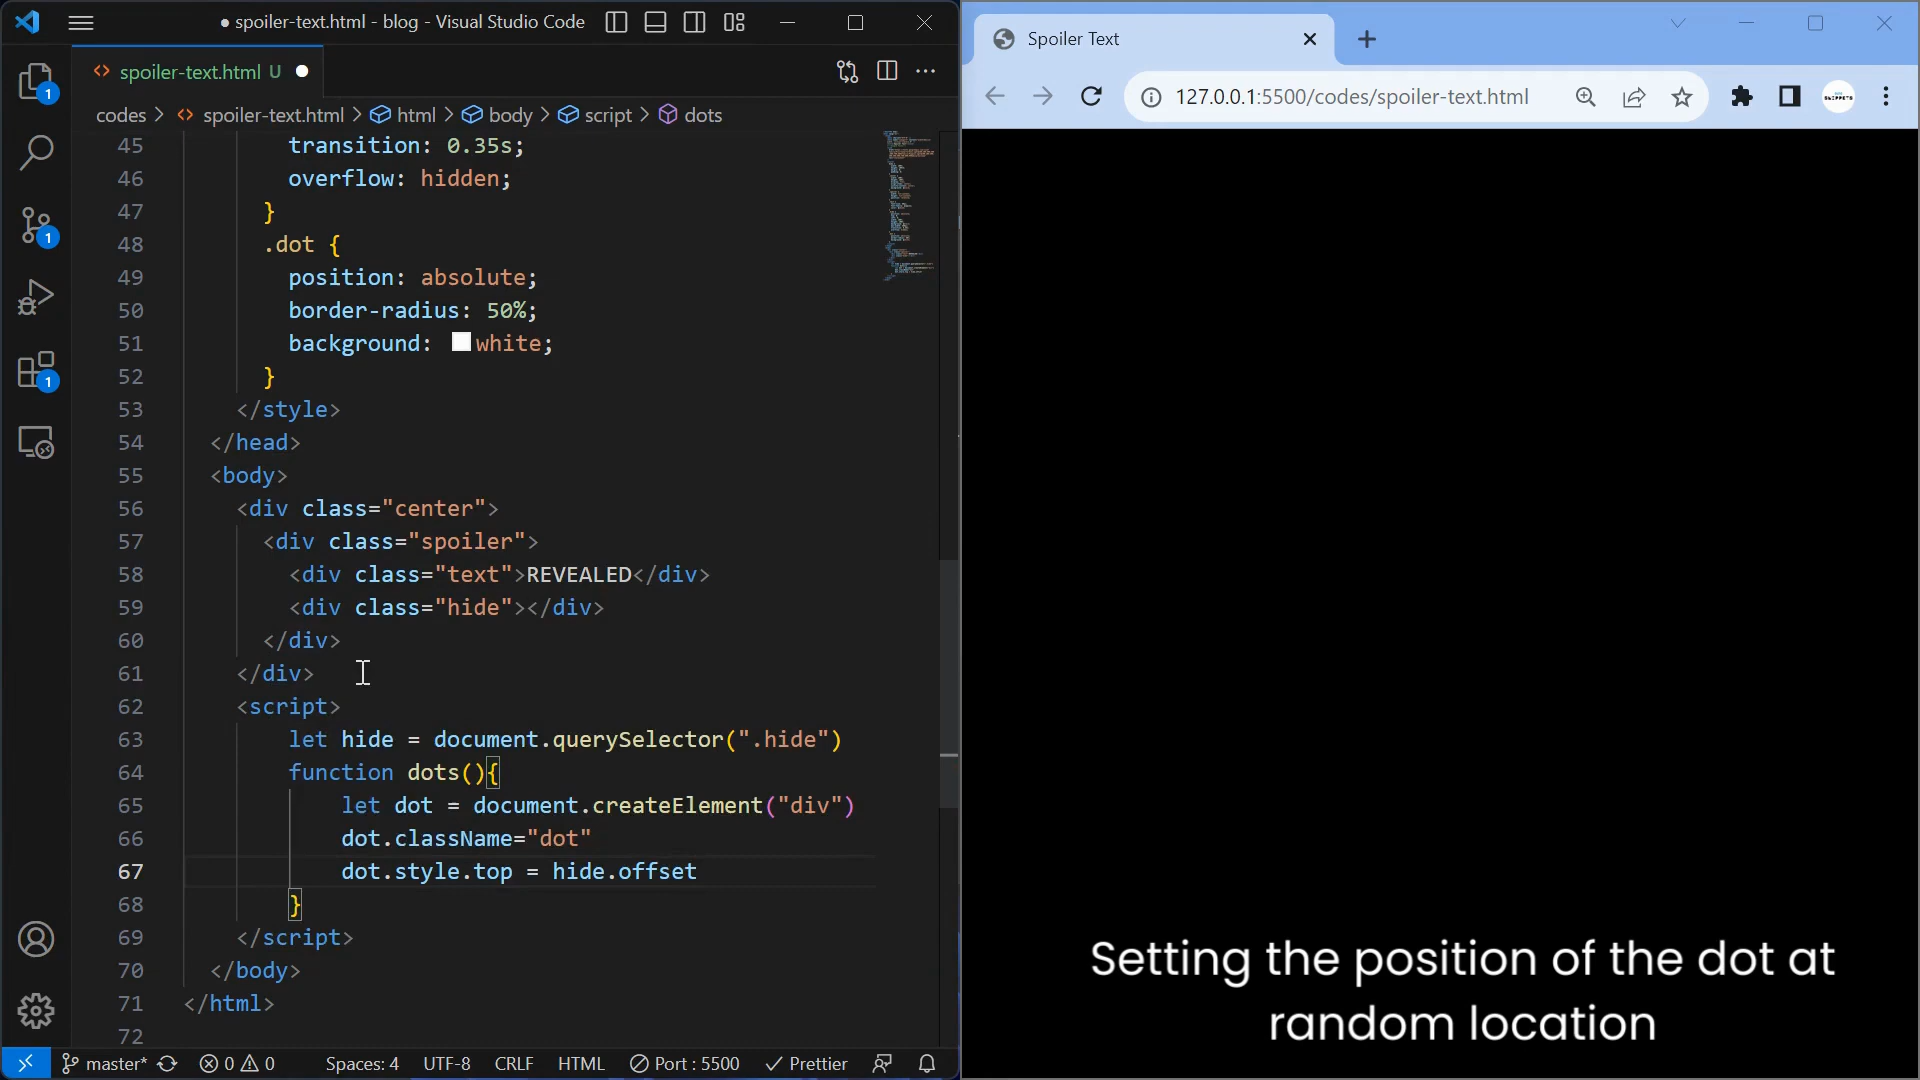 spoiler-text.html - blog - Visual Studio Code
spoiler-text.html U
codes > spoiler-text.html > html > body > script > dots
45 transition: 0.35s;
46 overflow: hidden;
47 }
48 .dot {
49 position: absolute;
50 border-radius: 50%;
51 background: white;
52 }
53 </style>
54 </head>
55 <body>
56 <div class="center">
57 <div class="spoiler">
58 <div class="text">REVEALED</div>
59 <div class="hide"></div>
60 </div>
61 </div>
62 <script>
63 let hide = document.querySelector(".hide")
64 function dots(){
65 let dot = document.createElement("div")
66 dot.className="dot"
67 dot.style.top = hide.offset
68 }
69 </script>
70 </body>
71 </html>
72
1
1
1
master* 0 0 Spaces: 4 UTF-8 CRLF HTML Port : 5500 Prettier
Spoiler Text
127.0.0.1:5500/codes/spoiler-text.html
Setting the position of the dot at
random location